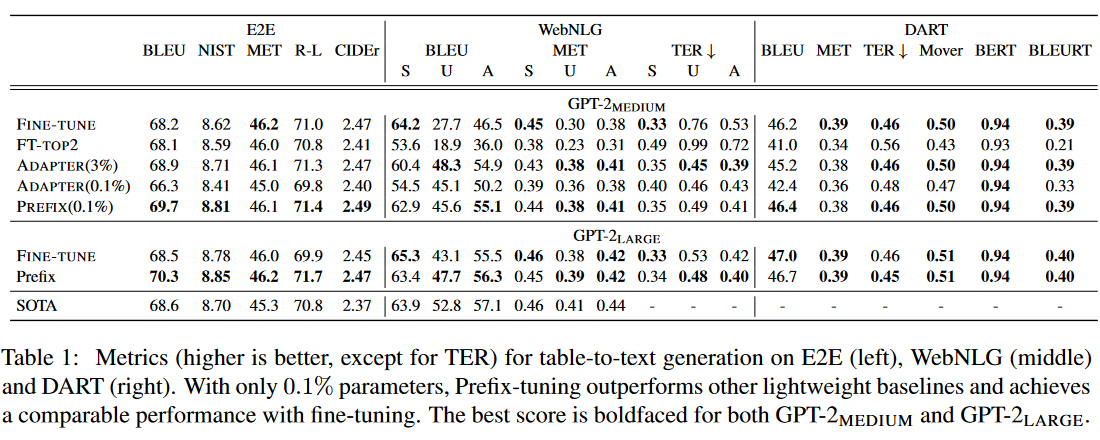 E2E WebNLG DART
BLEU NIST MET R-L CIDEr BLEU MET TER ↓ BLEU MET TER ↓ Mover BERT BLEURT
S U A S U A S U A
GPT-2MEDIUM
FINE-TUNE 68.2 8.62 46.2 71.0 2.47 64.2 27.7 46.5 0.45 0.30 0.38 0.33 0.76 0.53 46.2 0.39 0.46 0.50 0.94 0.39
FT-TOP2 68.1 8.59 46.0 70.8 2.41 53.6 18.9 36.0 0.38 0.23 0.31 0.49 0.99 0.72 41.0 0.34 0.56 0.43 0.93 0.21
ADAPTER(3%) 68.9 8.71 46.1 71.3 2.47 60.4 48.3 54.9 0.43 0.38 0.41 0.35 0.45 0.39 45.2 0.38 0.46 0.50 0.94 0.39
ADAPTER(0.1%) 66.3 8.41 45.0 69.8 2.40 54.5 45.1 50.2 0.39 0.36 0.38 0.40 0.46 0.43 42.4 0.36 0.48 0.47 0.94 0.33
PREFIX(0.1%) 69.7 8.81 46.1 71.4 2.49 62.9 45.6 55.1 0.44 0.38 0.41 0.35 0.49 0.41 46.4 0.38 0.46 0.50 0.94 0.39
GPT-2LARGE
FINE-TUNE 68.5 8.78 46.0 69.9 2.45 65.3 43.1 55.5 0.46 0.38 0.42 0.33 0.53 0.42 47.0 0.39 0.46 0.51 0.94 0.40
Prefix 70.3 8.85 46.2 71.7 2.47 63.4 47.7 56.3 0.45 0.39 0.42 0.34 0.48 0.40 46.7 0.39 0.45 0.51 0.94 0.40
SOTA 68.6 8.70 45.3 70.8 2.37 63.9 52.8 57.1 0.46 0.41 0.44 - - - - - - - - -
Table 1: Metrics (higher is better, except for TER) for table-to-text generation on E2E (left), WebNLG (middle)
and DART (right). With only 0.1% parameters, Prefix-tuning outperforms other lightweight baselines and achieves
a comparable performance with fine-tuning. The best score is boldfaced for both GPT-2MEDIUM and GPT-2LARGE.